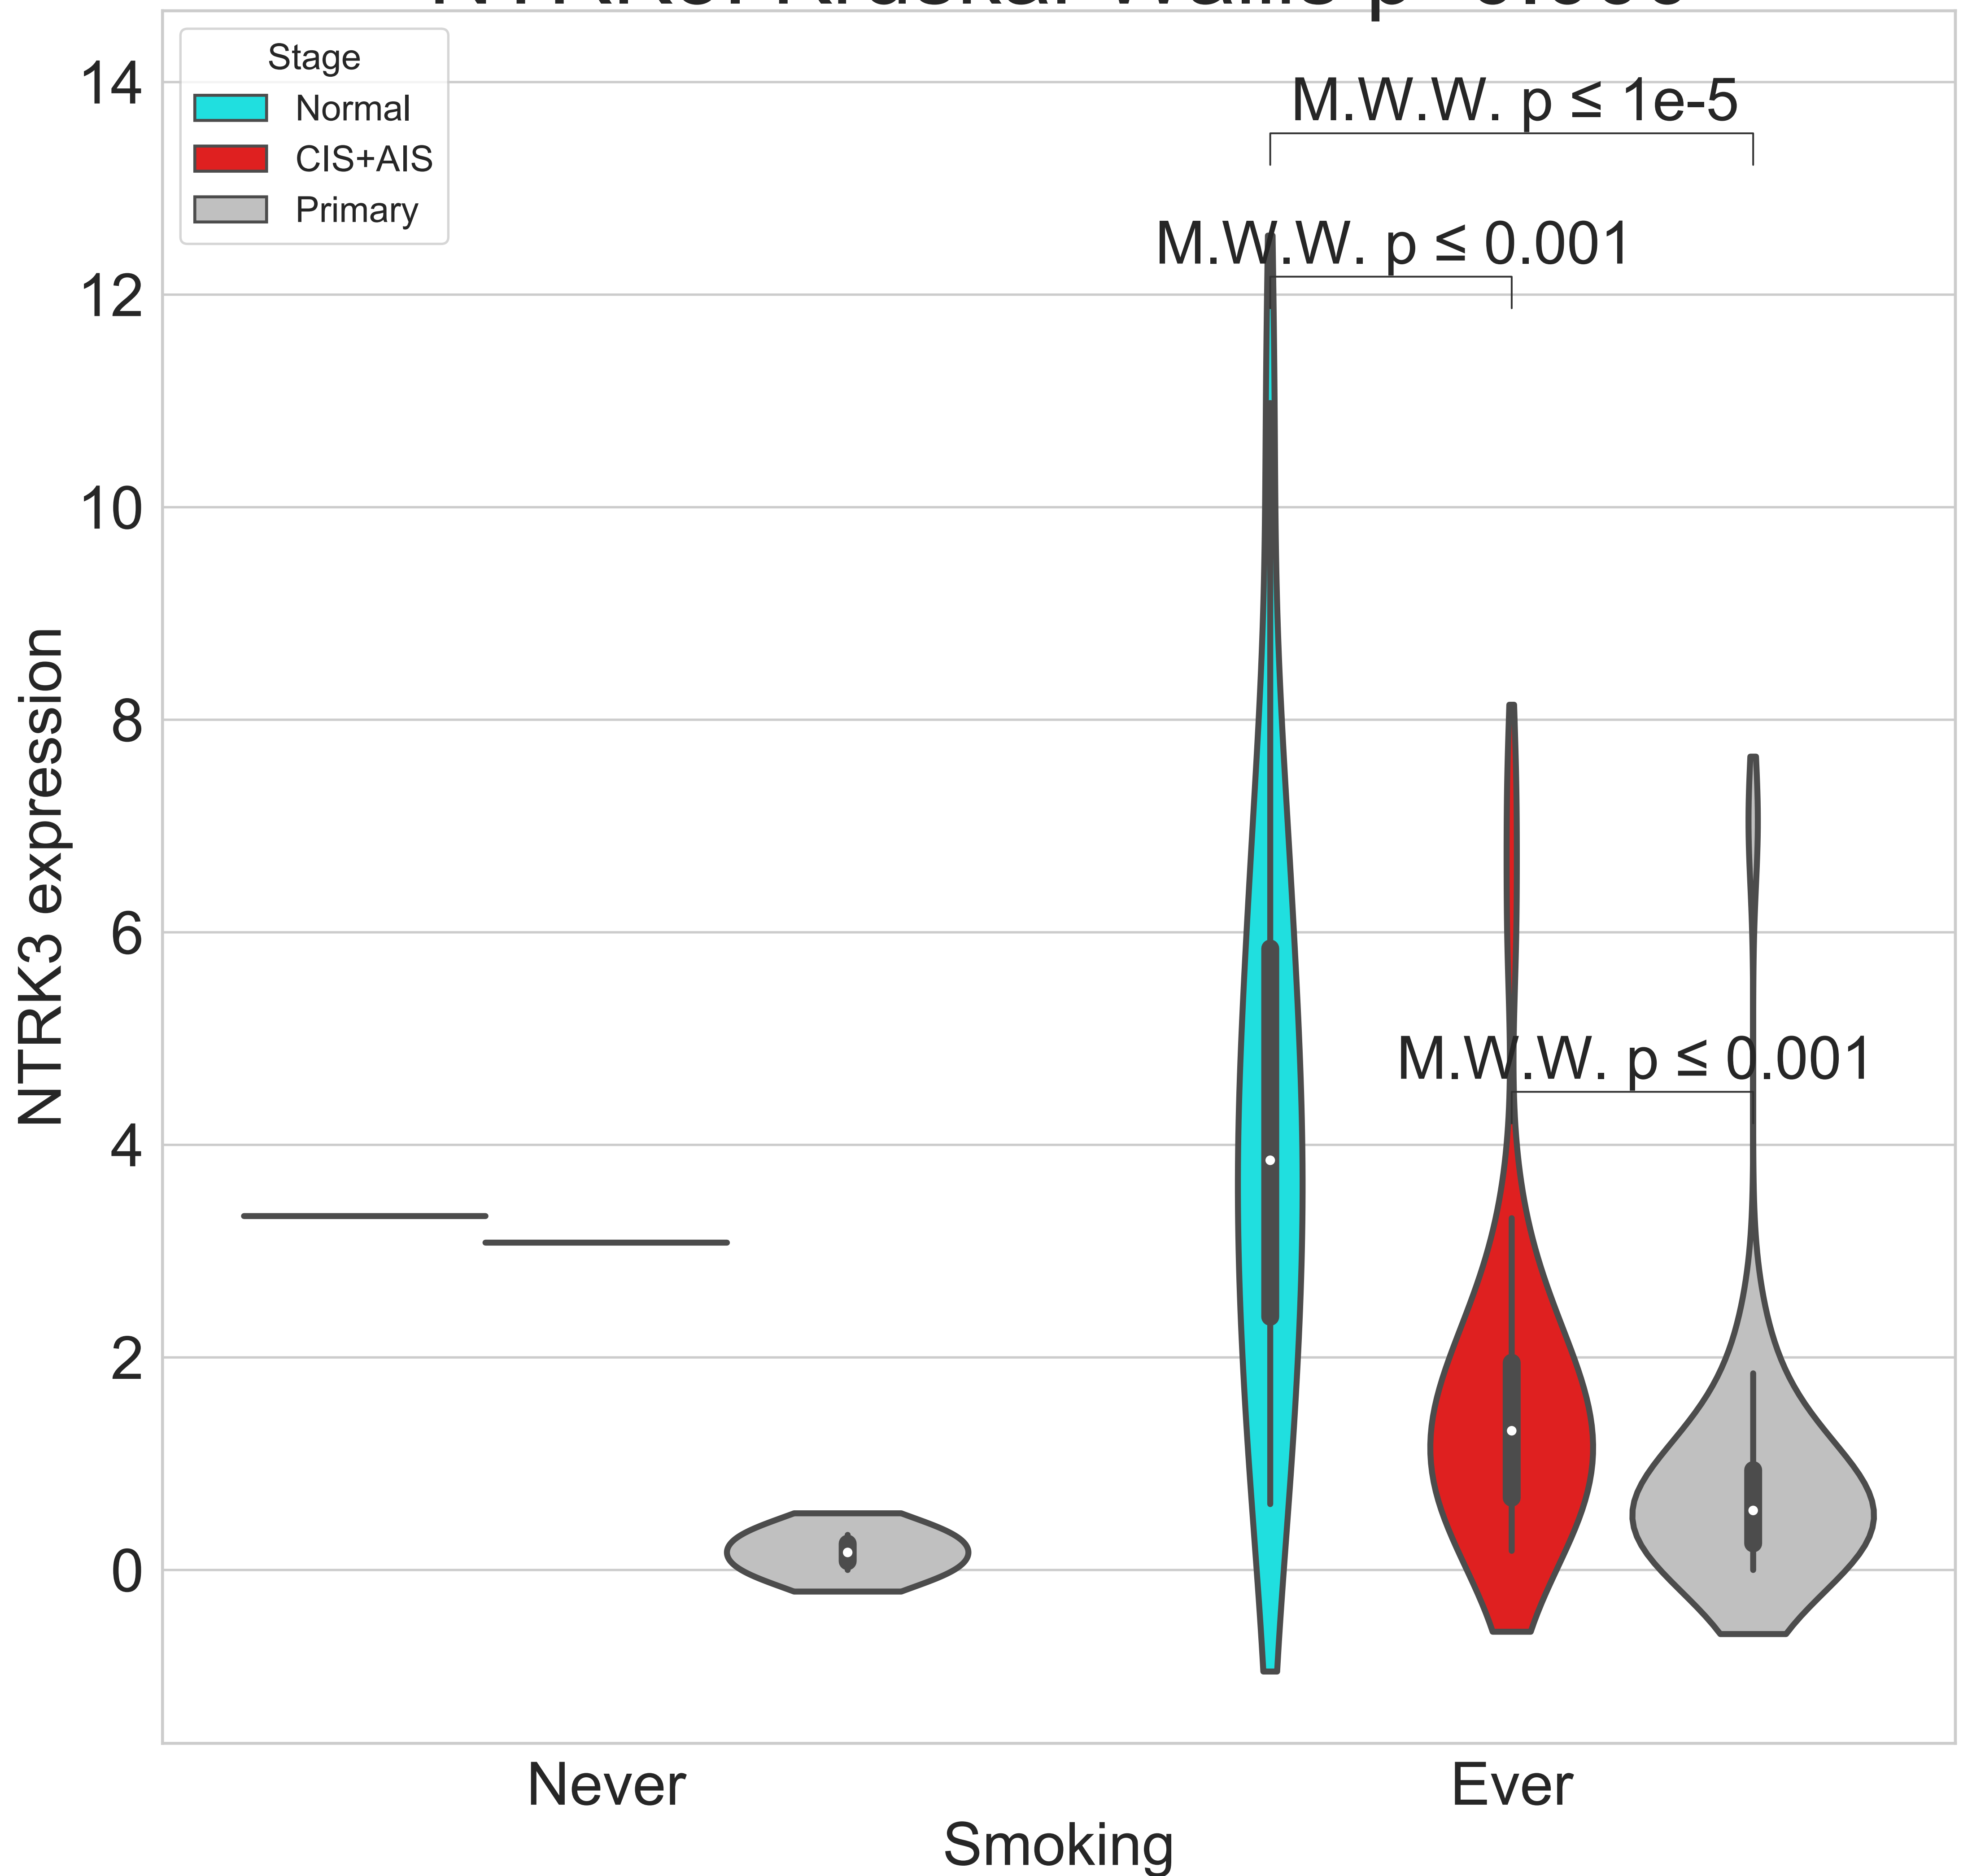 Stage
Normal
CIS+AIS
Primary
M.W.W. p ≤ 1e-5
M.W.W. p ≤ 0.001
M.W.W. p ≤ 0.001
14
12
10
8
6
4
2
0
NTRK3 expression
Never
Ever
Smoking